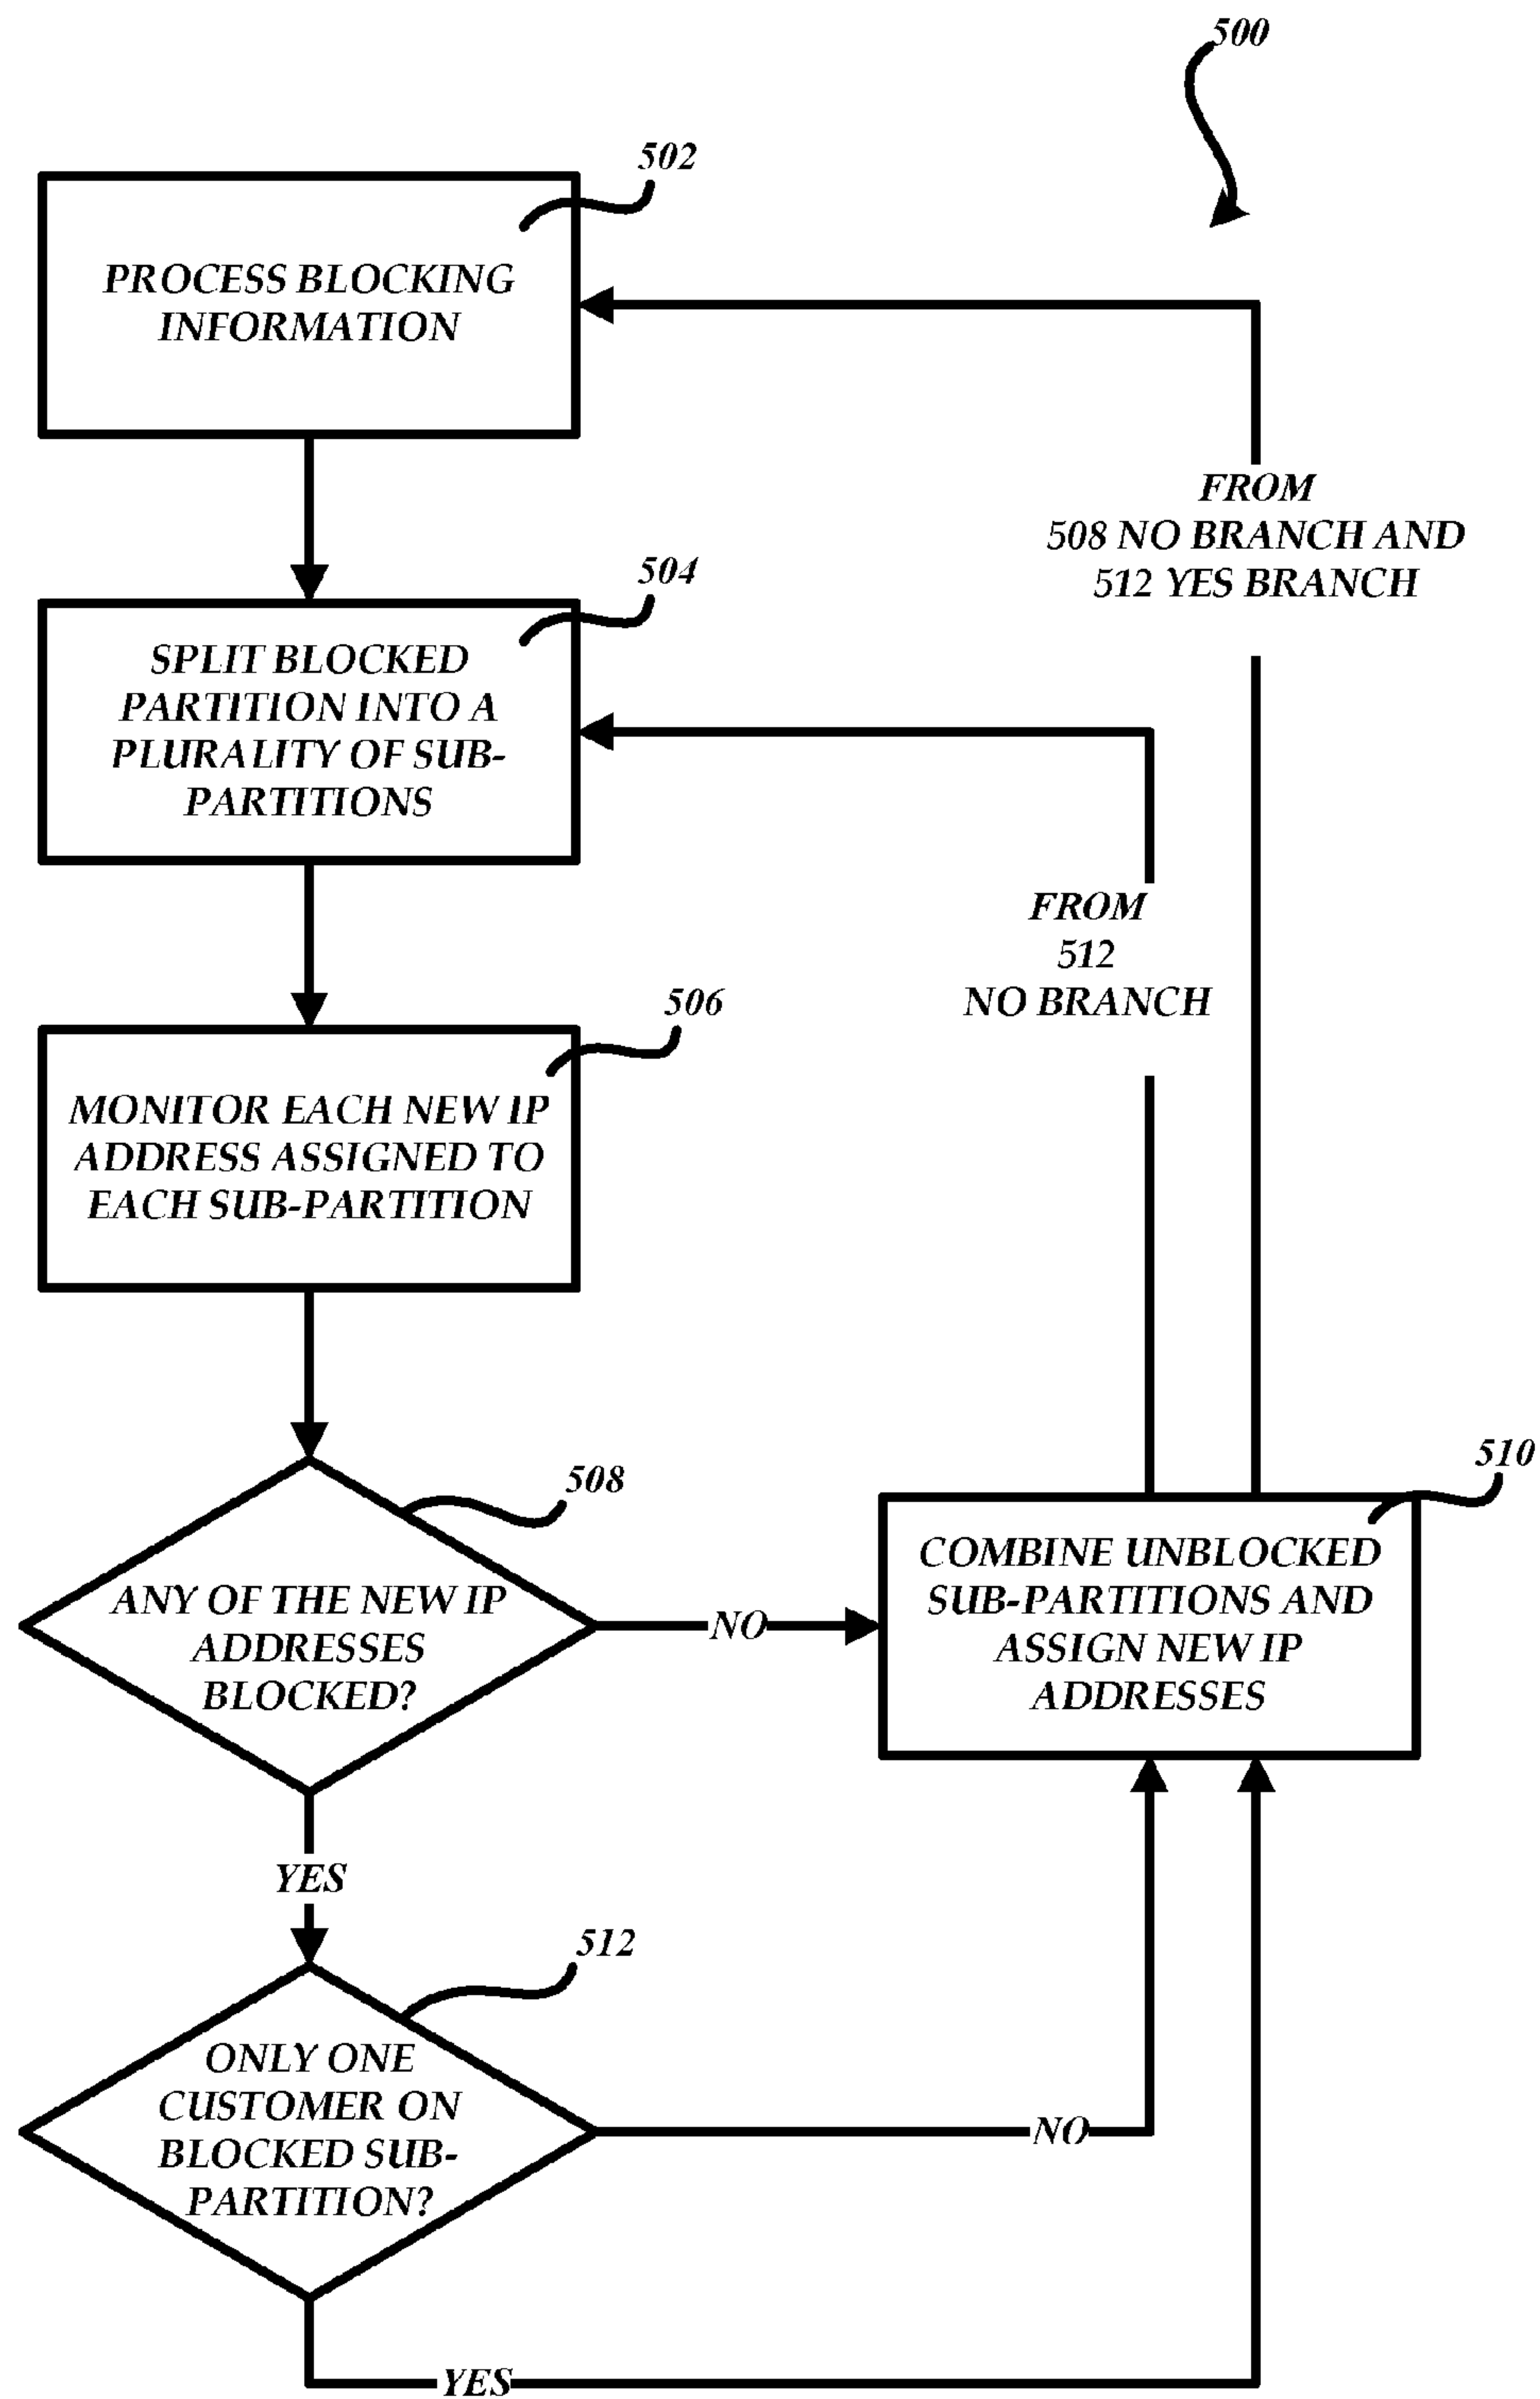 500
502
PROCESS BLOCKING
INFORMATION
FROM
508 NO BRANCH AND
512 YES BRANCH
504
SPLIT BLOCKED
PARTITION INTO A
PLURALITY OF SUB-
PARTITIONS
FROM
512
NO BRANCH
506
MONITOR EACH NEW IP
ADDRESS ASSIGNED TO
EACH SUB-PARTITION
508
ANY OF THE NEW IP
ADDRESSES
BLOCKED?
NO
510
COMBINE UNBLOCKED
SUB-PARTITIONS AND
ASSIGN NEW IP
ADDRESSES
YES
512
ONLY ONE
CUSTOMER ON
BLOCKED SUB-
PARTITION?
NO
YES